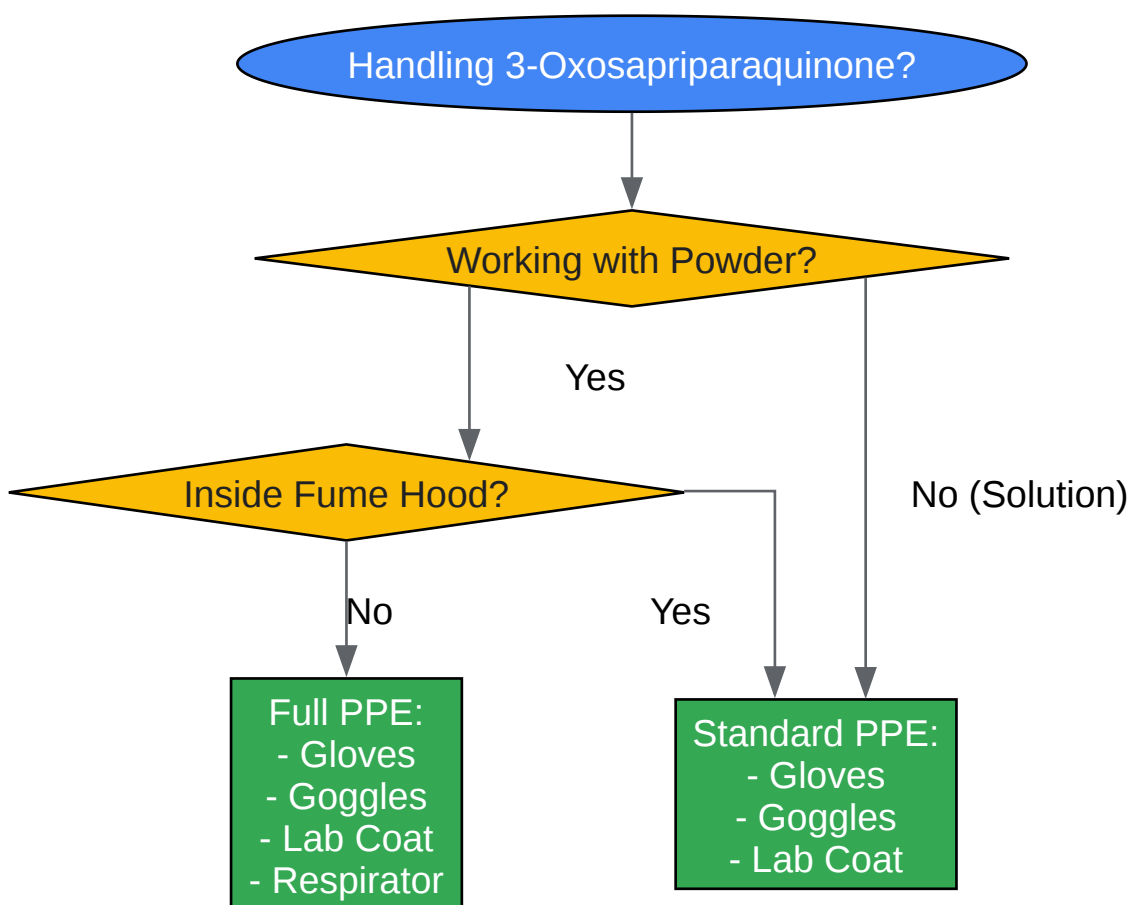 Handling 3-Oxosapriparaquinone?
Working with Powder?
Yes
Inside Fume Hood?
No (Solution)
No
Yes
Full PPE:
- Gloves
- Goggles
- Lab Coat
- Respirator
Standard PPE:
- Gloves
- Goggles
- Lab Coat